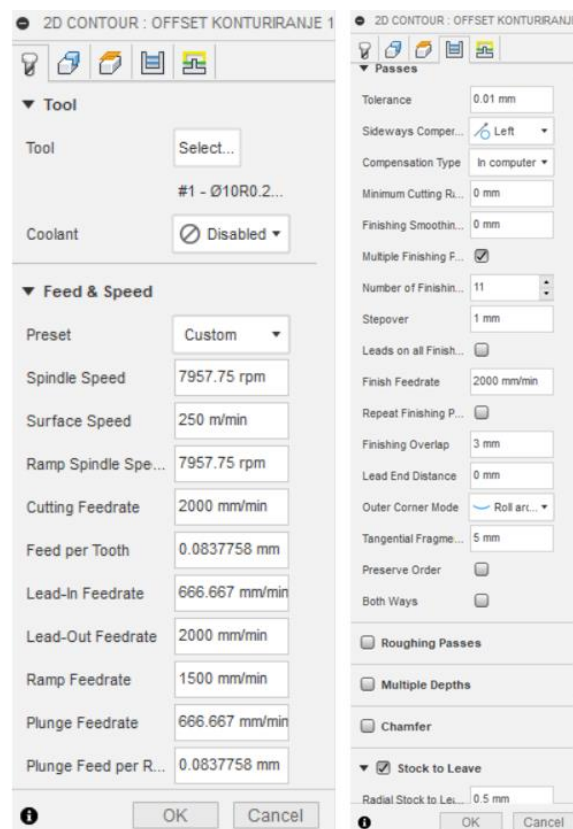 2D CONTOUR : OFFSET KONTURIRANJE 1
Tool
Tool Select...
#1 - Ø10R0.2...
Coolant Disabled
Feed & Speed
Preset Custom
Spindle Speed 7957.75 rpm
Surface Speed 250 m/min
Ramp Spindle Spe... 7957.75 rpm
Cutting Feedrate 2000 mm/min
Feed per Tooth 0.0837758 mm
Lead-In Feedrate 666.667 mm/min
Lead-Out Feedrate 2000 mm/min
Ramp Feedrate 1500 mm/min
Plunge Feedrate 666.667 mm/min
Plunge Feed per R... 0.0837758 mm
OK Cancel
2D CONTOUR : OFFSET KONTURIRANJE
Passes
Tolerance 0.01 mm
Sideways Comper... Left
Compensation Type In computer
Minimum Cutting Ra... 0 mm
Finishing Smoothin... 0 mm
Multiple Finishing F... 
Number of Finishin... 11
Stepover 1 mm
Leads on all Finish...
Finish Feedrate 2000 mm/min
Repeat Finishing P...
Finishing Overlap 3 mm
Lead End Distance 0 mm
Outer Corner Mode Roll arc...
Tangential Fragme... 5 mm
Preserve Order
Both Ways
Roughing Passes
Multiple Depths
Chamfer
Stock to Leave
Radial Stock to Lea... 0.5 mm
OK Cancel